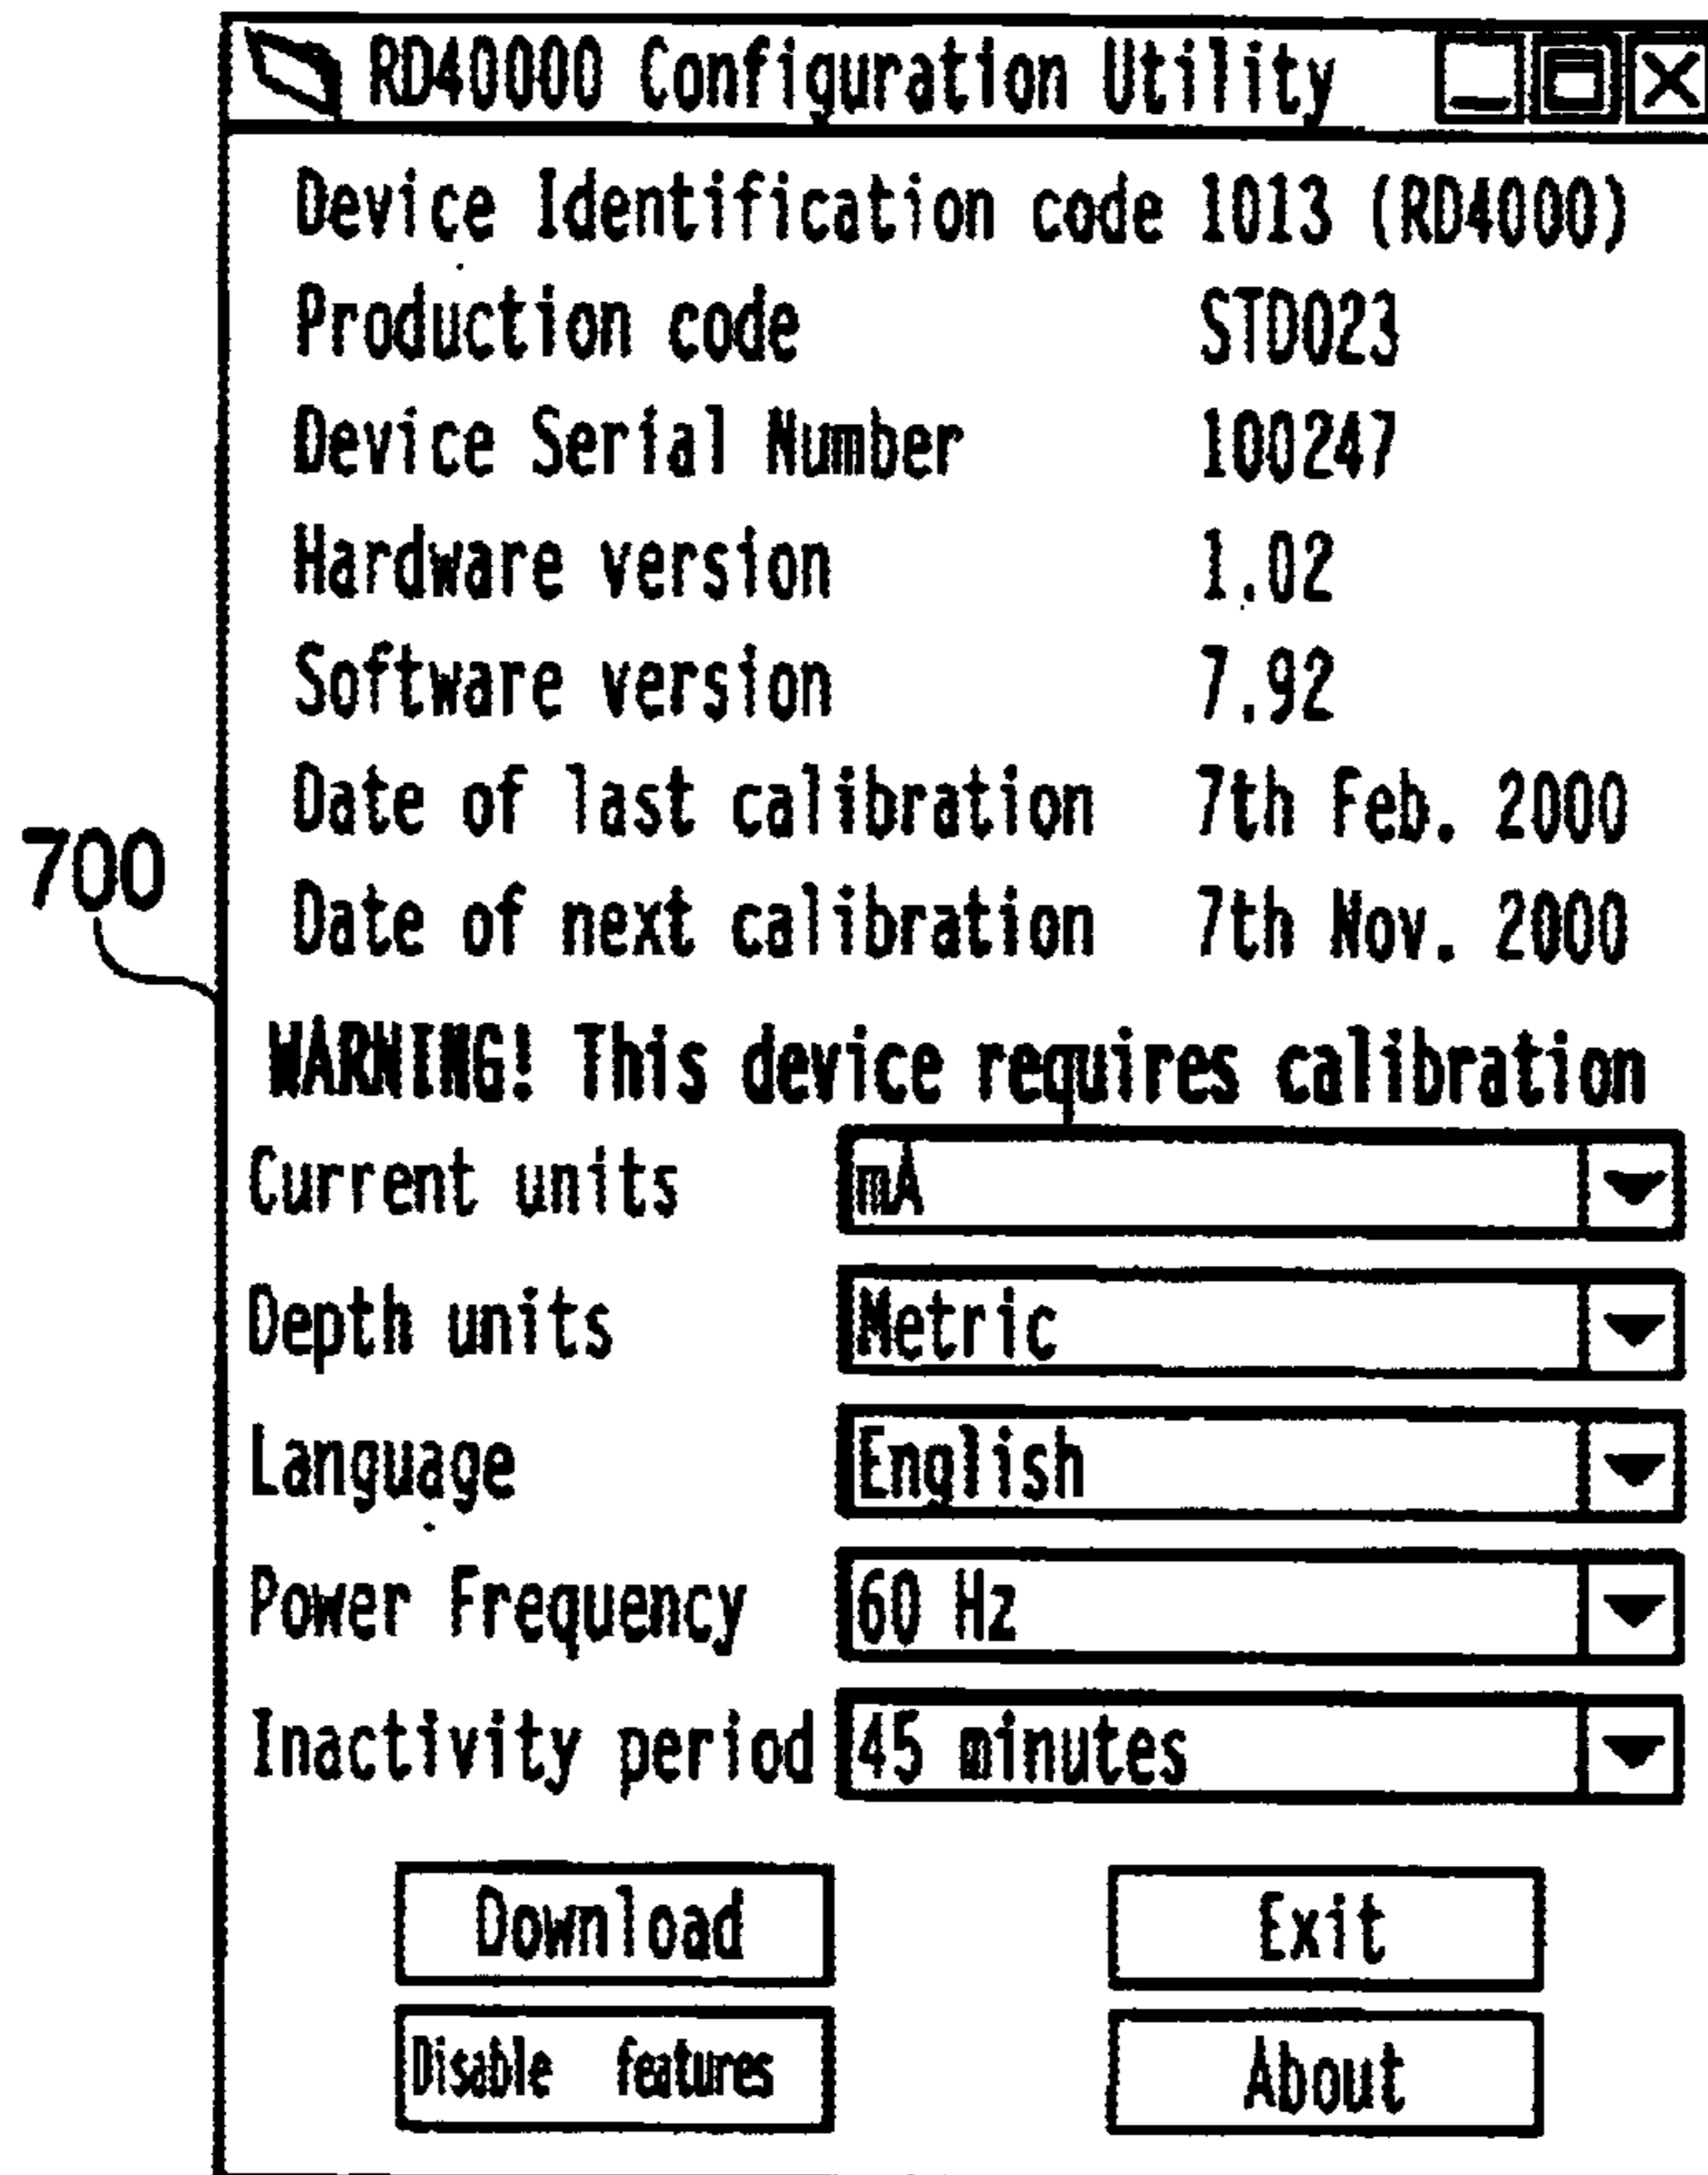 RD40000 Configuration Utility
Device Identification code 1013 (RD4000)
Production code STD023
Device Serial Number 100247
Hardware version 1.02
Software version 7.92
Date of last calibration 7th Feb. 2000
Date of next calibration 7th Nov. 2000
700
WARNING! This device requires calibration
Current units mA
Depth units Metric
Language English
Power Frequency 60 Hz
Inactivity period 45 minutes
Download Exit
Disable features About